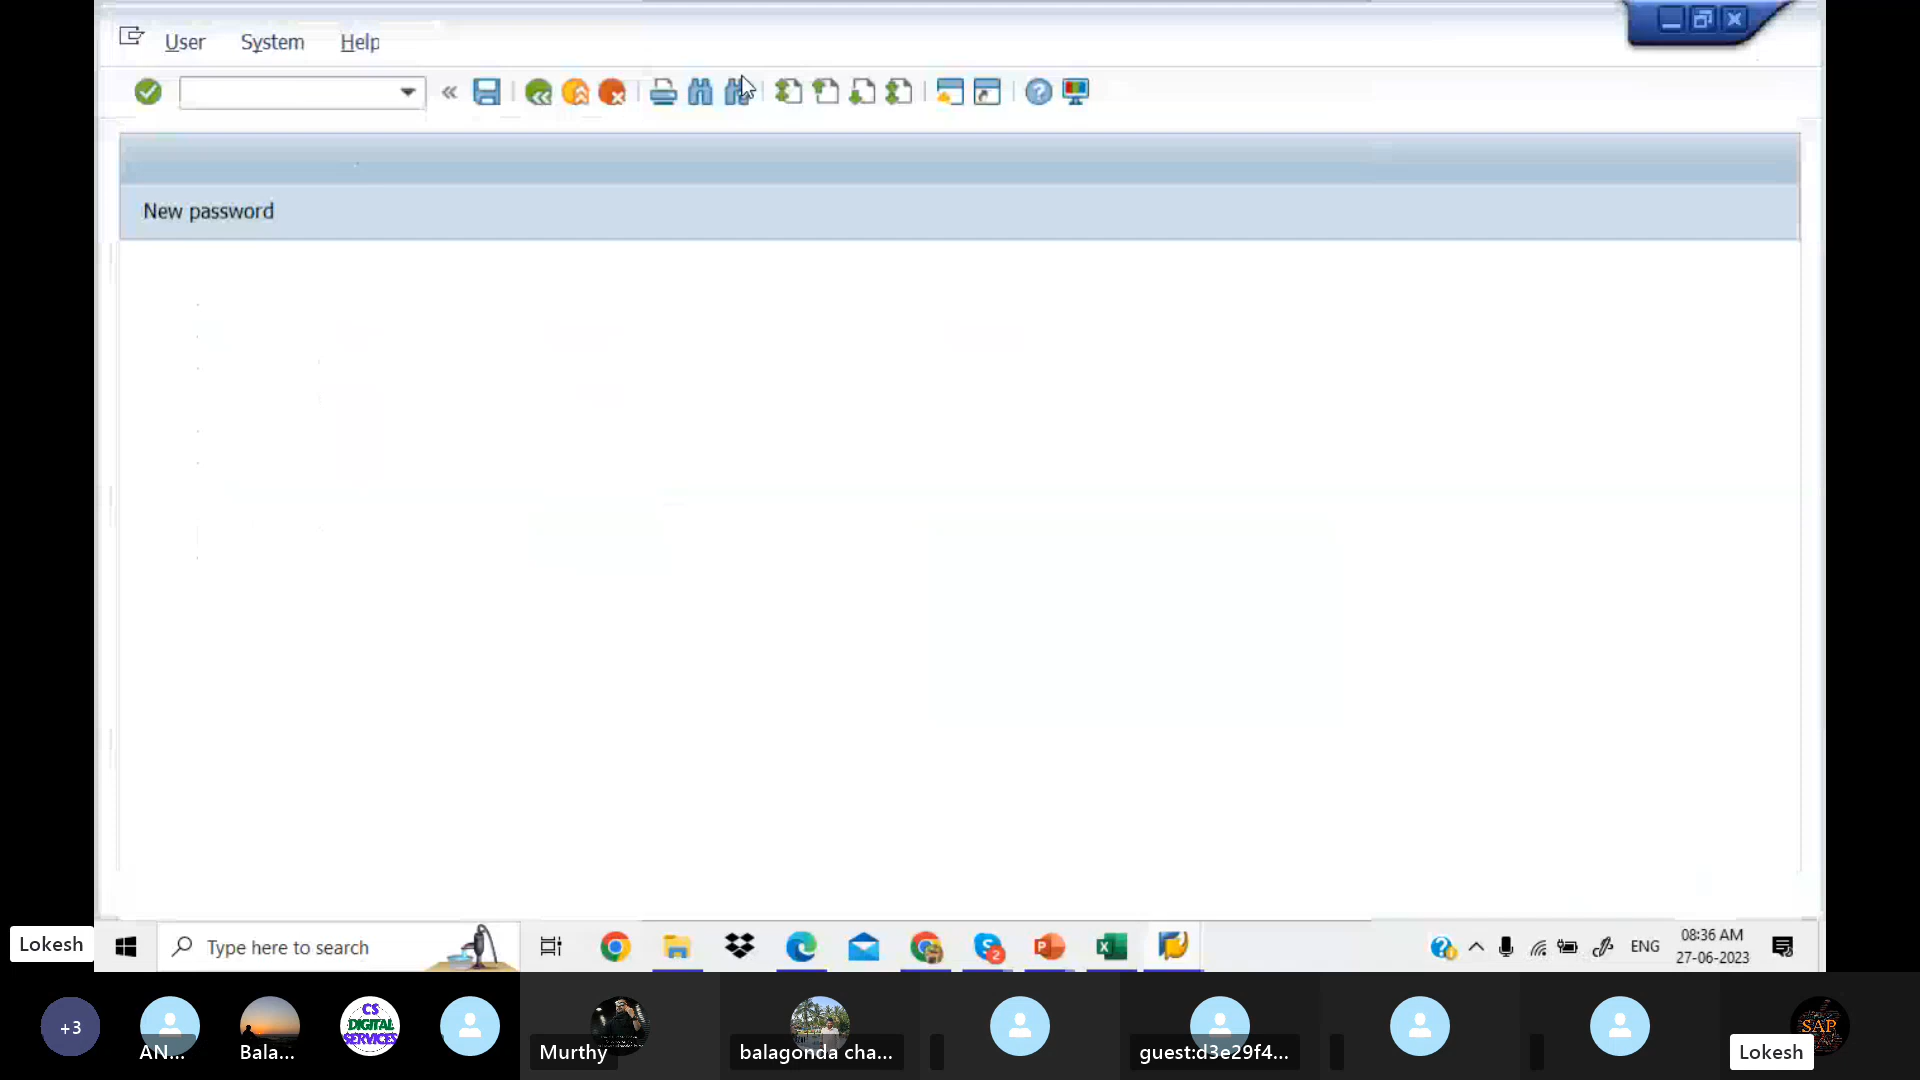 User System Help
New password
Lokesh
Type here to search
ENG
08:36 AM
27-06-2023
2
+3
AN...
Bala...
CS
DIGITAL
SERVICES
Murthy
balagonda cha...
guest:d3e29f4...
SAP
Lokesh